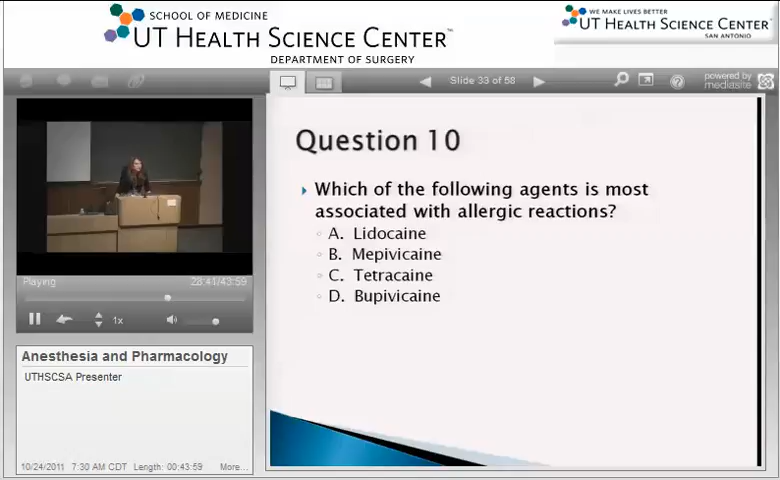 SCHOOL OF MEDICINE
UT HEALTH SCIENCE CENTER™
DEPARTMENT OF SURGERY
WE MAKE LIVES BETTER
UT HEALTH SCIENCE CENTER
SAN ANTONIO
Slide 33 of 58
powered by
mediasite
Playing
28:41/43:59
1x
Anesthesia and Pharmacology
UTHSCSA Presenter
10/24/2011 7:30 AM CDT Length: 00:43:59 More...
Question 10
Which of the following agents is most
associated with allergic reactions?
A. Lidocaine
B. Mepivicaine
C. Tetracaine
D. Bupivicaine